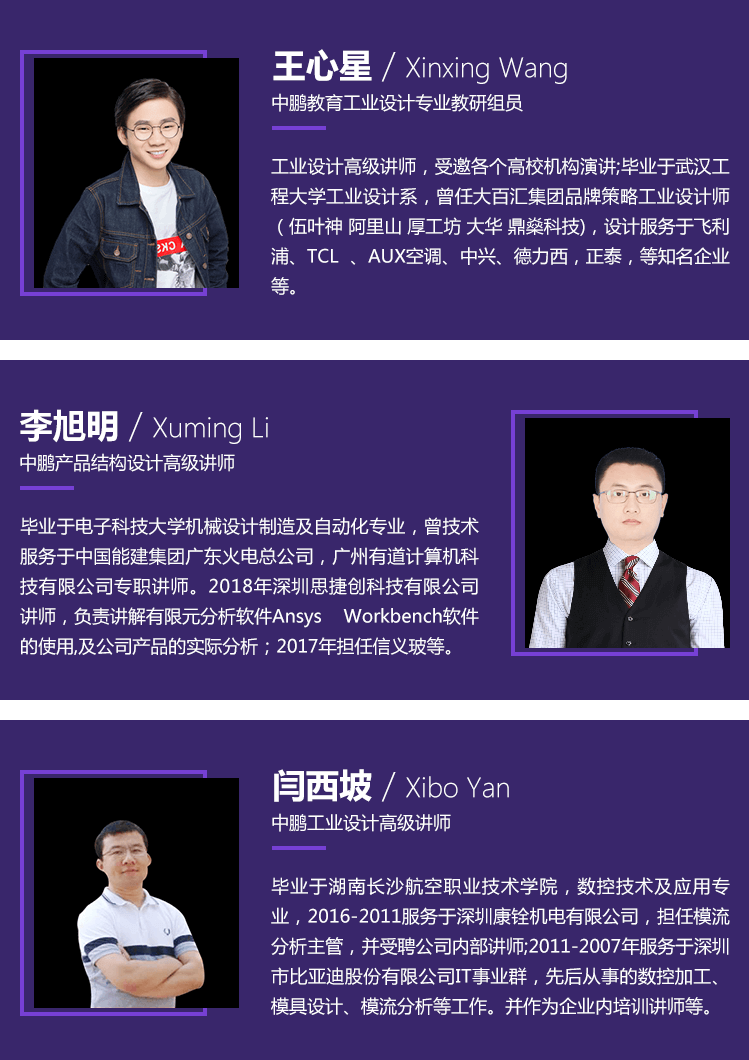 王心星 / Xinxing Wang
中鹏教育工业设计专业教研组员
工业设计高级讲师，受邀各个高校机构演讲;毕业于武汉工
程大学工业设计系，曾任大百汇集团品牌策略工业设计师
（ 伍叶神 阿里山 厚工坊 大华 鼎燊科技)，设计服务于飞利
浦、TCL 、AUX空调、中兴、德力西，正泰，等知名企业
等。
李旭明 / Xuming Li
中鹏产品结构设计高级讲师
毕业于电子科技大学机械设计制造及自动化专业，曾技术
服务于中国能建集团广东火电总公司，广州有道计算机科
技有限公司专职讲师。2018年深圳思捷创科技有限公司
讲师，负责讲解有限元分析软件Ansys Workbench软件
的使用,及公司产品的实际分析；2017年担任信义玻等。
闫西坡 / Xibo Yan
中鹏工业设计高级讲师
毕业于湖南长沙航空职业技术学院，数控技术及应用专
业，2016-2011服务于深圳康铨机电有限公司，担任模流
分析主管，并受聘公司内部讲师;2011-2007年服务于深圳
市比亚迪股份有限公司IT事业群，先后从事的数控加工、
模具设计、模流分析等工作。并作为企业内培训讲师等。